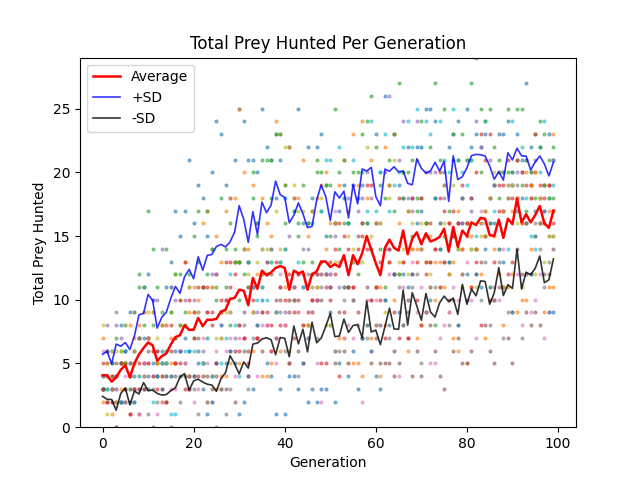 Total Prey Hunted Per Generation
Average
+SD
-SD
Total Prey Hunted
25
20
15
10
5
0
0 20 40 60 80 100
Generation